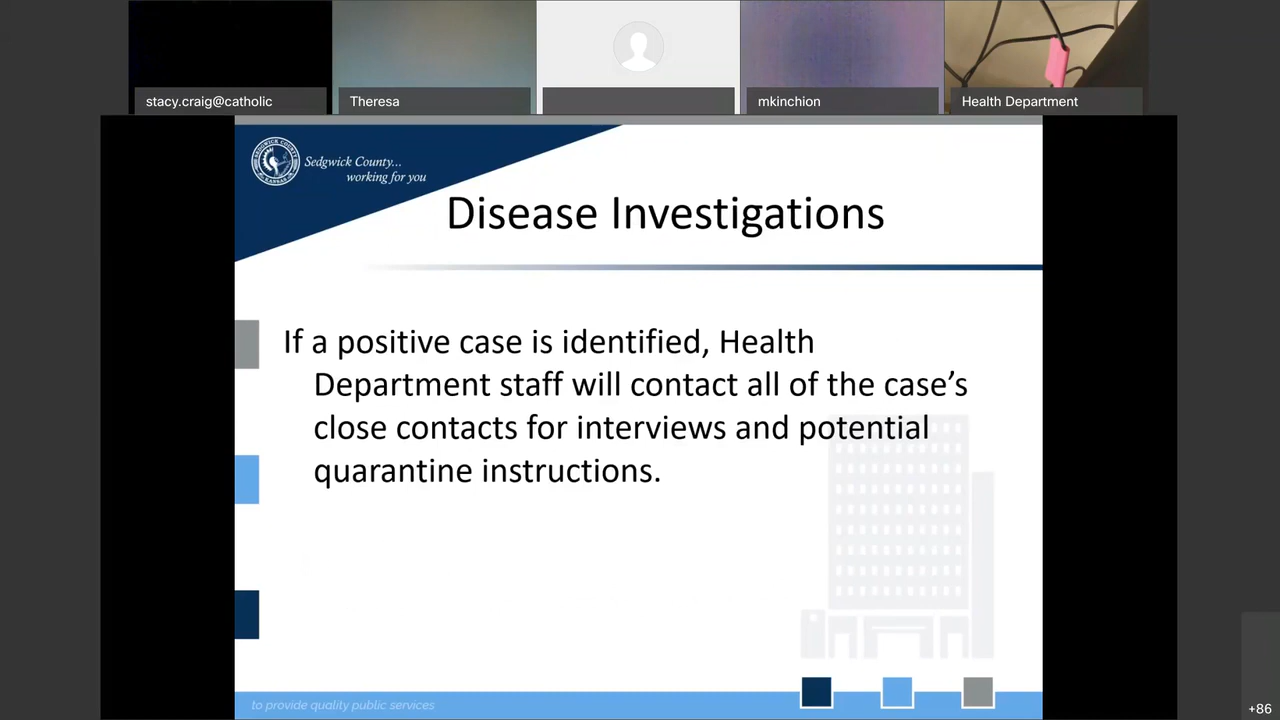 stacy.craig@catholic
Theresa
mkinchion
Health Department
Sedgwick County...
working for you
Disease Investigations
If a positive case is identified, Health
Department staff will contact all of the case’s
close contacts for interviews and potential
quarantine instructions.
to provide quality public services
+86